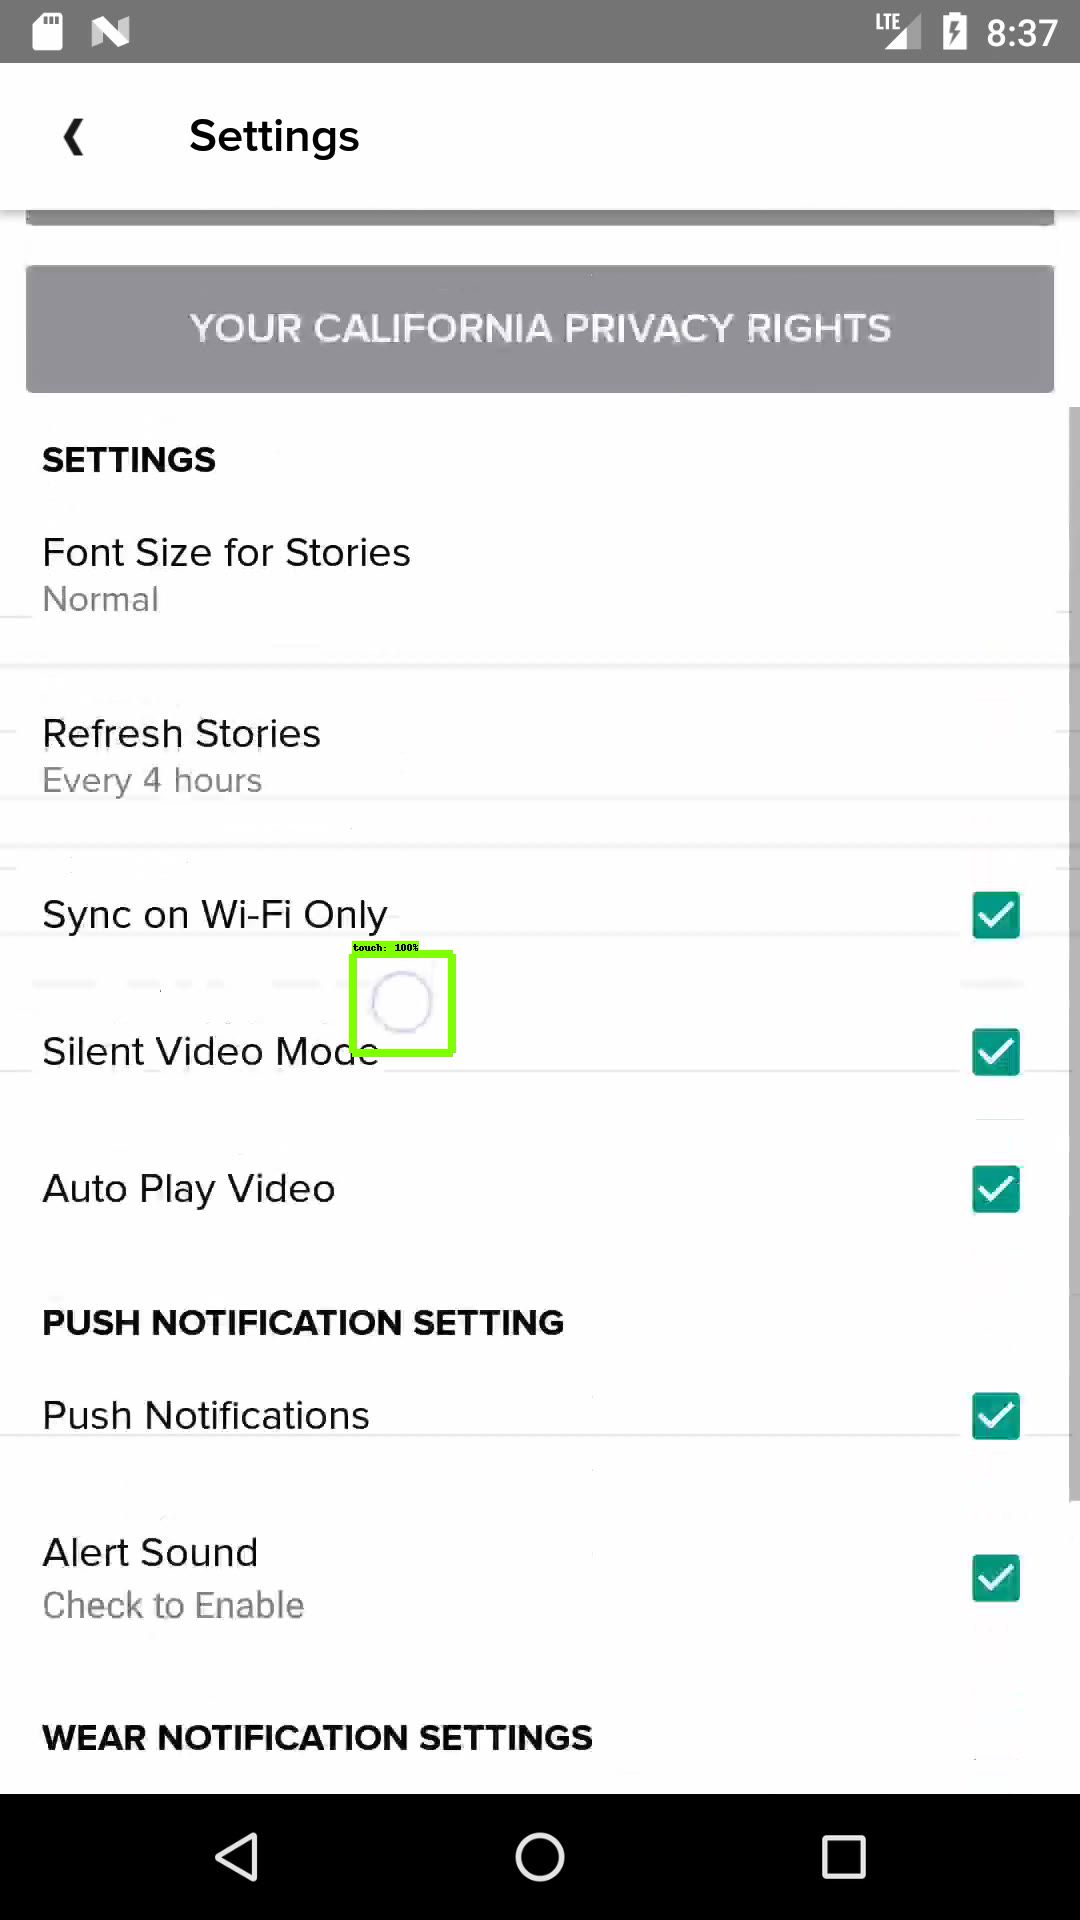 LTE 8:37
Settings
YOUR CALIFORNIA PRIVACY RIGHTS
SETTINGS
Font Size for Stories
Normal
Refresh Stories
Every 4 hours
Sync on Wi-Fi Only
touch: 100%
Silent Video Mode
Auto Play Video
PUSH NOTIFICATION SETTING
Push Notifications
Alert Sound
Check to Enable
WEAR NOTIFICATION SETTINGS